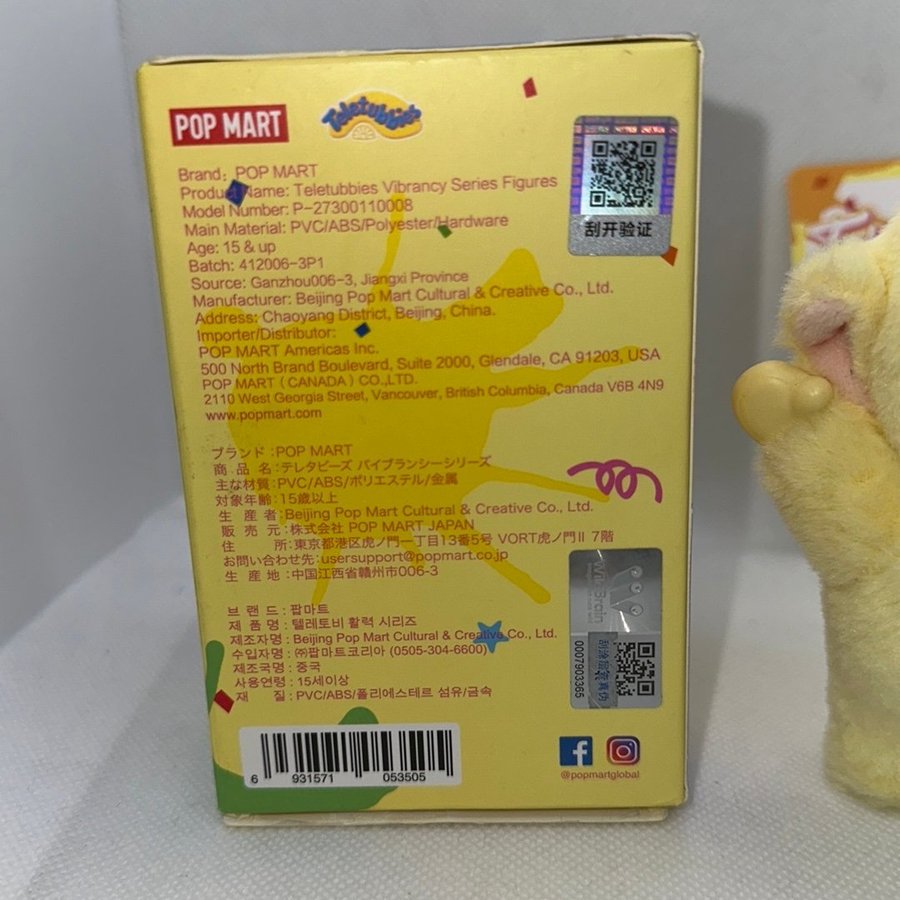 POP MART
Teletubbies
Brand: POP MART
Product Name: Teletubbies Vibrancy Series Figures
Model Number: P-27300110008
Main Material: PVC/ABS/Polyester/Hardware
Age: 15 & up
Batch: 412006-3P1
Source: Ganzhou006-3, Jiangxi Province
Manufacturer: Beijing Pop Mart Cultural & Creative Co., Ltd.
Address: Chaoyang District, Beijing, China.
Importer/Distributor:
POP MART Americas Inc.
500 North Brand Boulevard, Suite 2000, Glendale, CA 91203, USA
POP MART (CANADA) CO.,LTD.
2110 West Georgia Street, Vancouver, British Columbia, Canada V6B 4N9
www.popmart.com
刮开验证
ブランド:POP MART
商品名:テレタビーズ バイブランシーシリーズ
主な材質:PVC/ABS/ポリエステル/金属
対象年齢:15歳以上
生産者:Beijing Pop Mart Cultural & Creative Co., Ltd.
販売元:株式会社 POP MART JAPAN
住所:東京都港区虎ノ門一丁目13番5号 VORT虎ノ門II 7階
お問い合わせ先:usersupport@popmart.co.jp
生産地:中国江西省赣州市006-3
브랜드:팝마트
제품명:텔레토비 활력 시리즈
제조자명:Beijing Pop Mart Cultural & Creative Co., Ltd.
수입자명:㈜팝마트코리아 (0505-304-6600)
제조국명:중국
사용연령:15세이상
재질:PVC/ABS/폴리에스테르 섬유/금속
0007903365
6 931571 053505
@popmartglobal